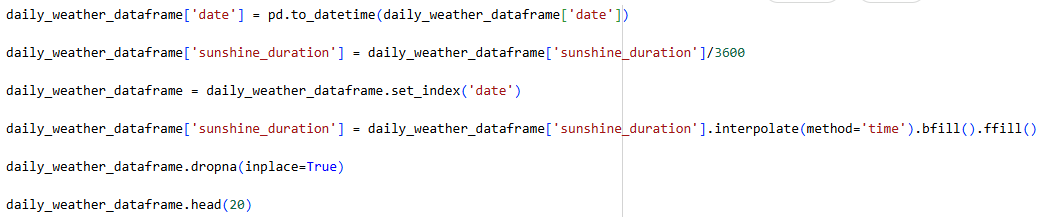 daily_weather_dataframe['date'] = pd.to_datetime(daily_weather_dataframe['date'])
daily_weather_dataframe['sunshine_duration'] = daily_weather_dataframe['sunshine_duration']/3600
daily_weather_dataframe = daily_weather_dataframe.set_index('date')
daily_weather_dataframe['sunshine_duration'] = daily_weather_dataframe['sunshine_duration'].interpolate(method='time').bfill().ffill()
daily_weather_dataframe.dropna(inplace=True)
daily_weather_dataframe.head(20)